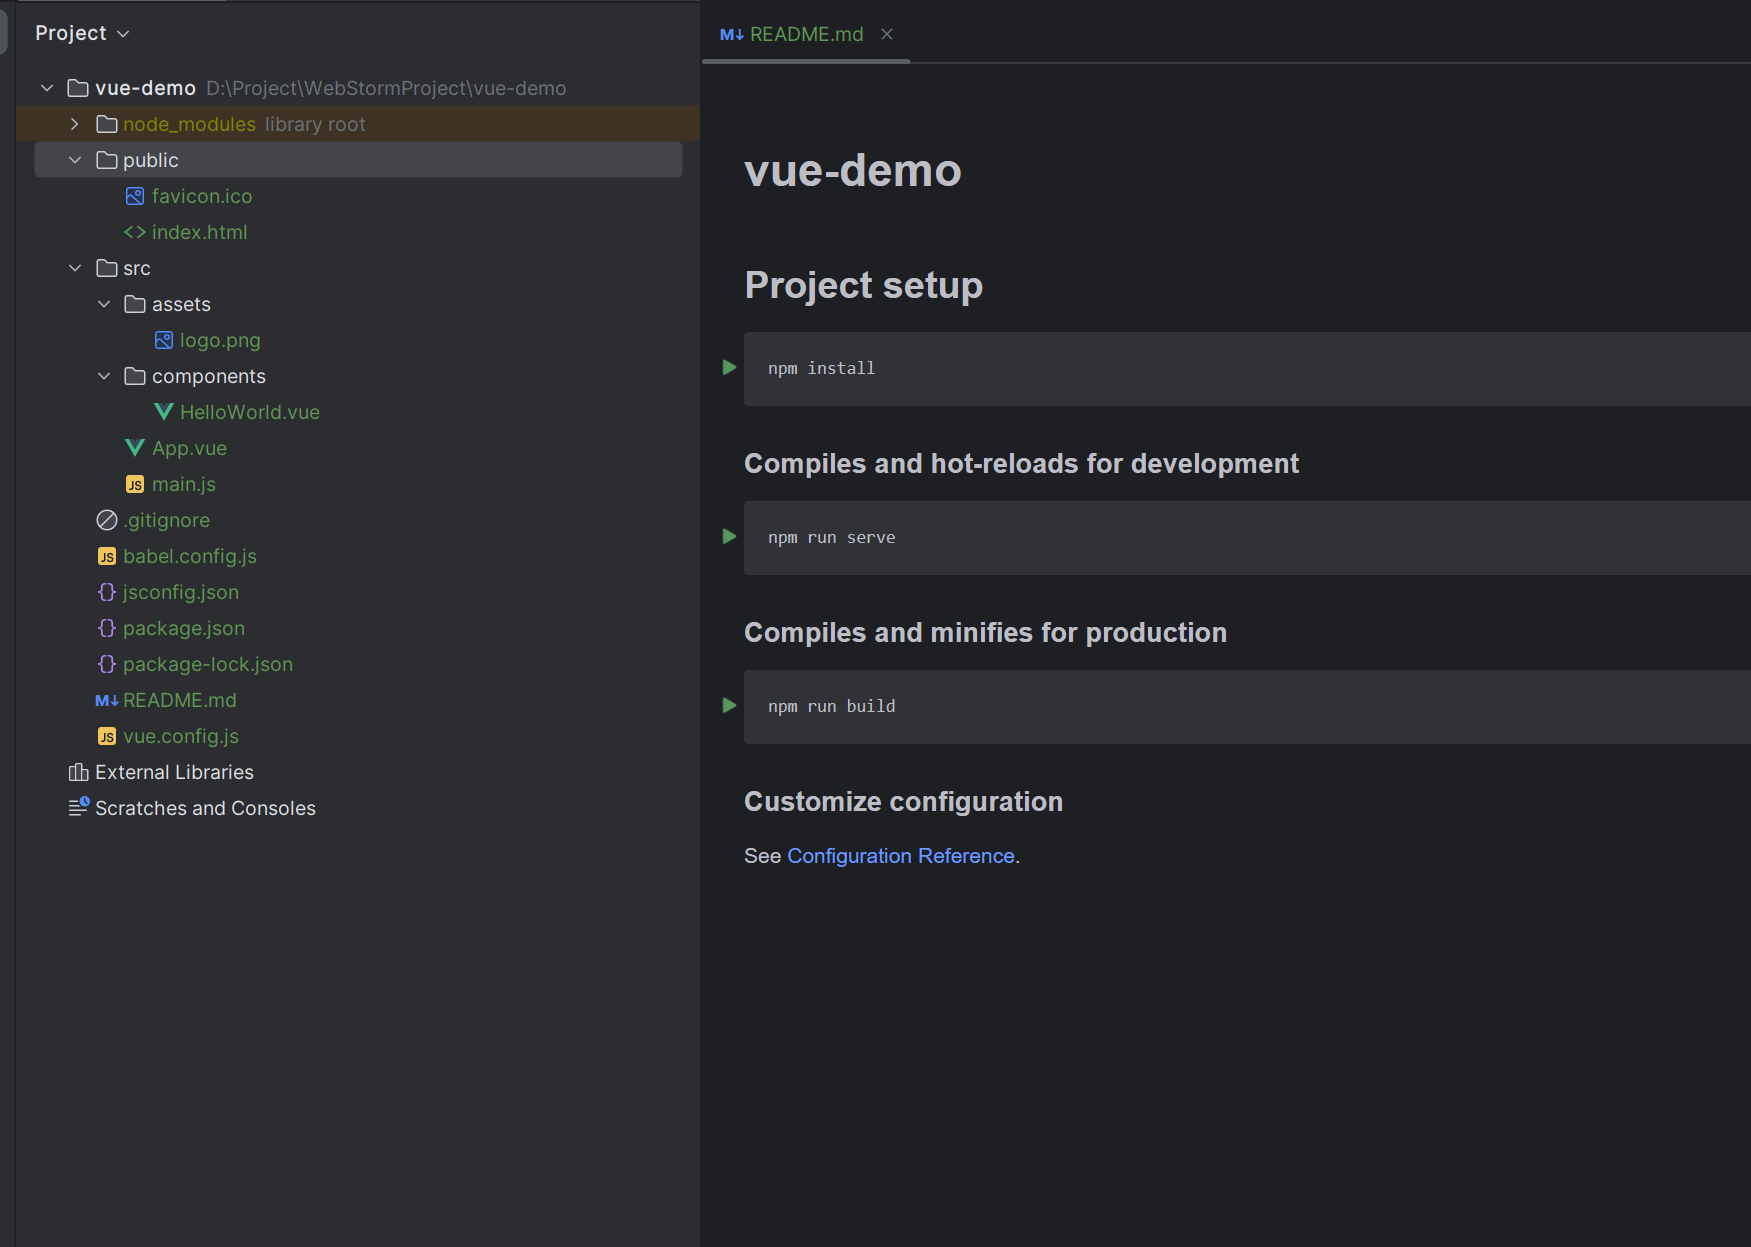 Project
vue-demo D:\Project\WebStormProject\vue-demo
node_modules library root
public
favicon.ico
index.html
src
assets
logo.png
components
HelloWorld.vue
App.vue
JS main.js
.gitignore
JS babel.config.js
{} jsconfig.json
{} package.json
{} package-lock.json
M↓ README.md
JS vue.config.js
External Libraries
Scratches and Consoles
M↓ README.md
vue-demo
Project setup
npm install
Compiles and hot-reloads for development
npm run serve
Compiles and minifies for production
npm run build
Customize configuration
See Configuration Reference.